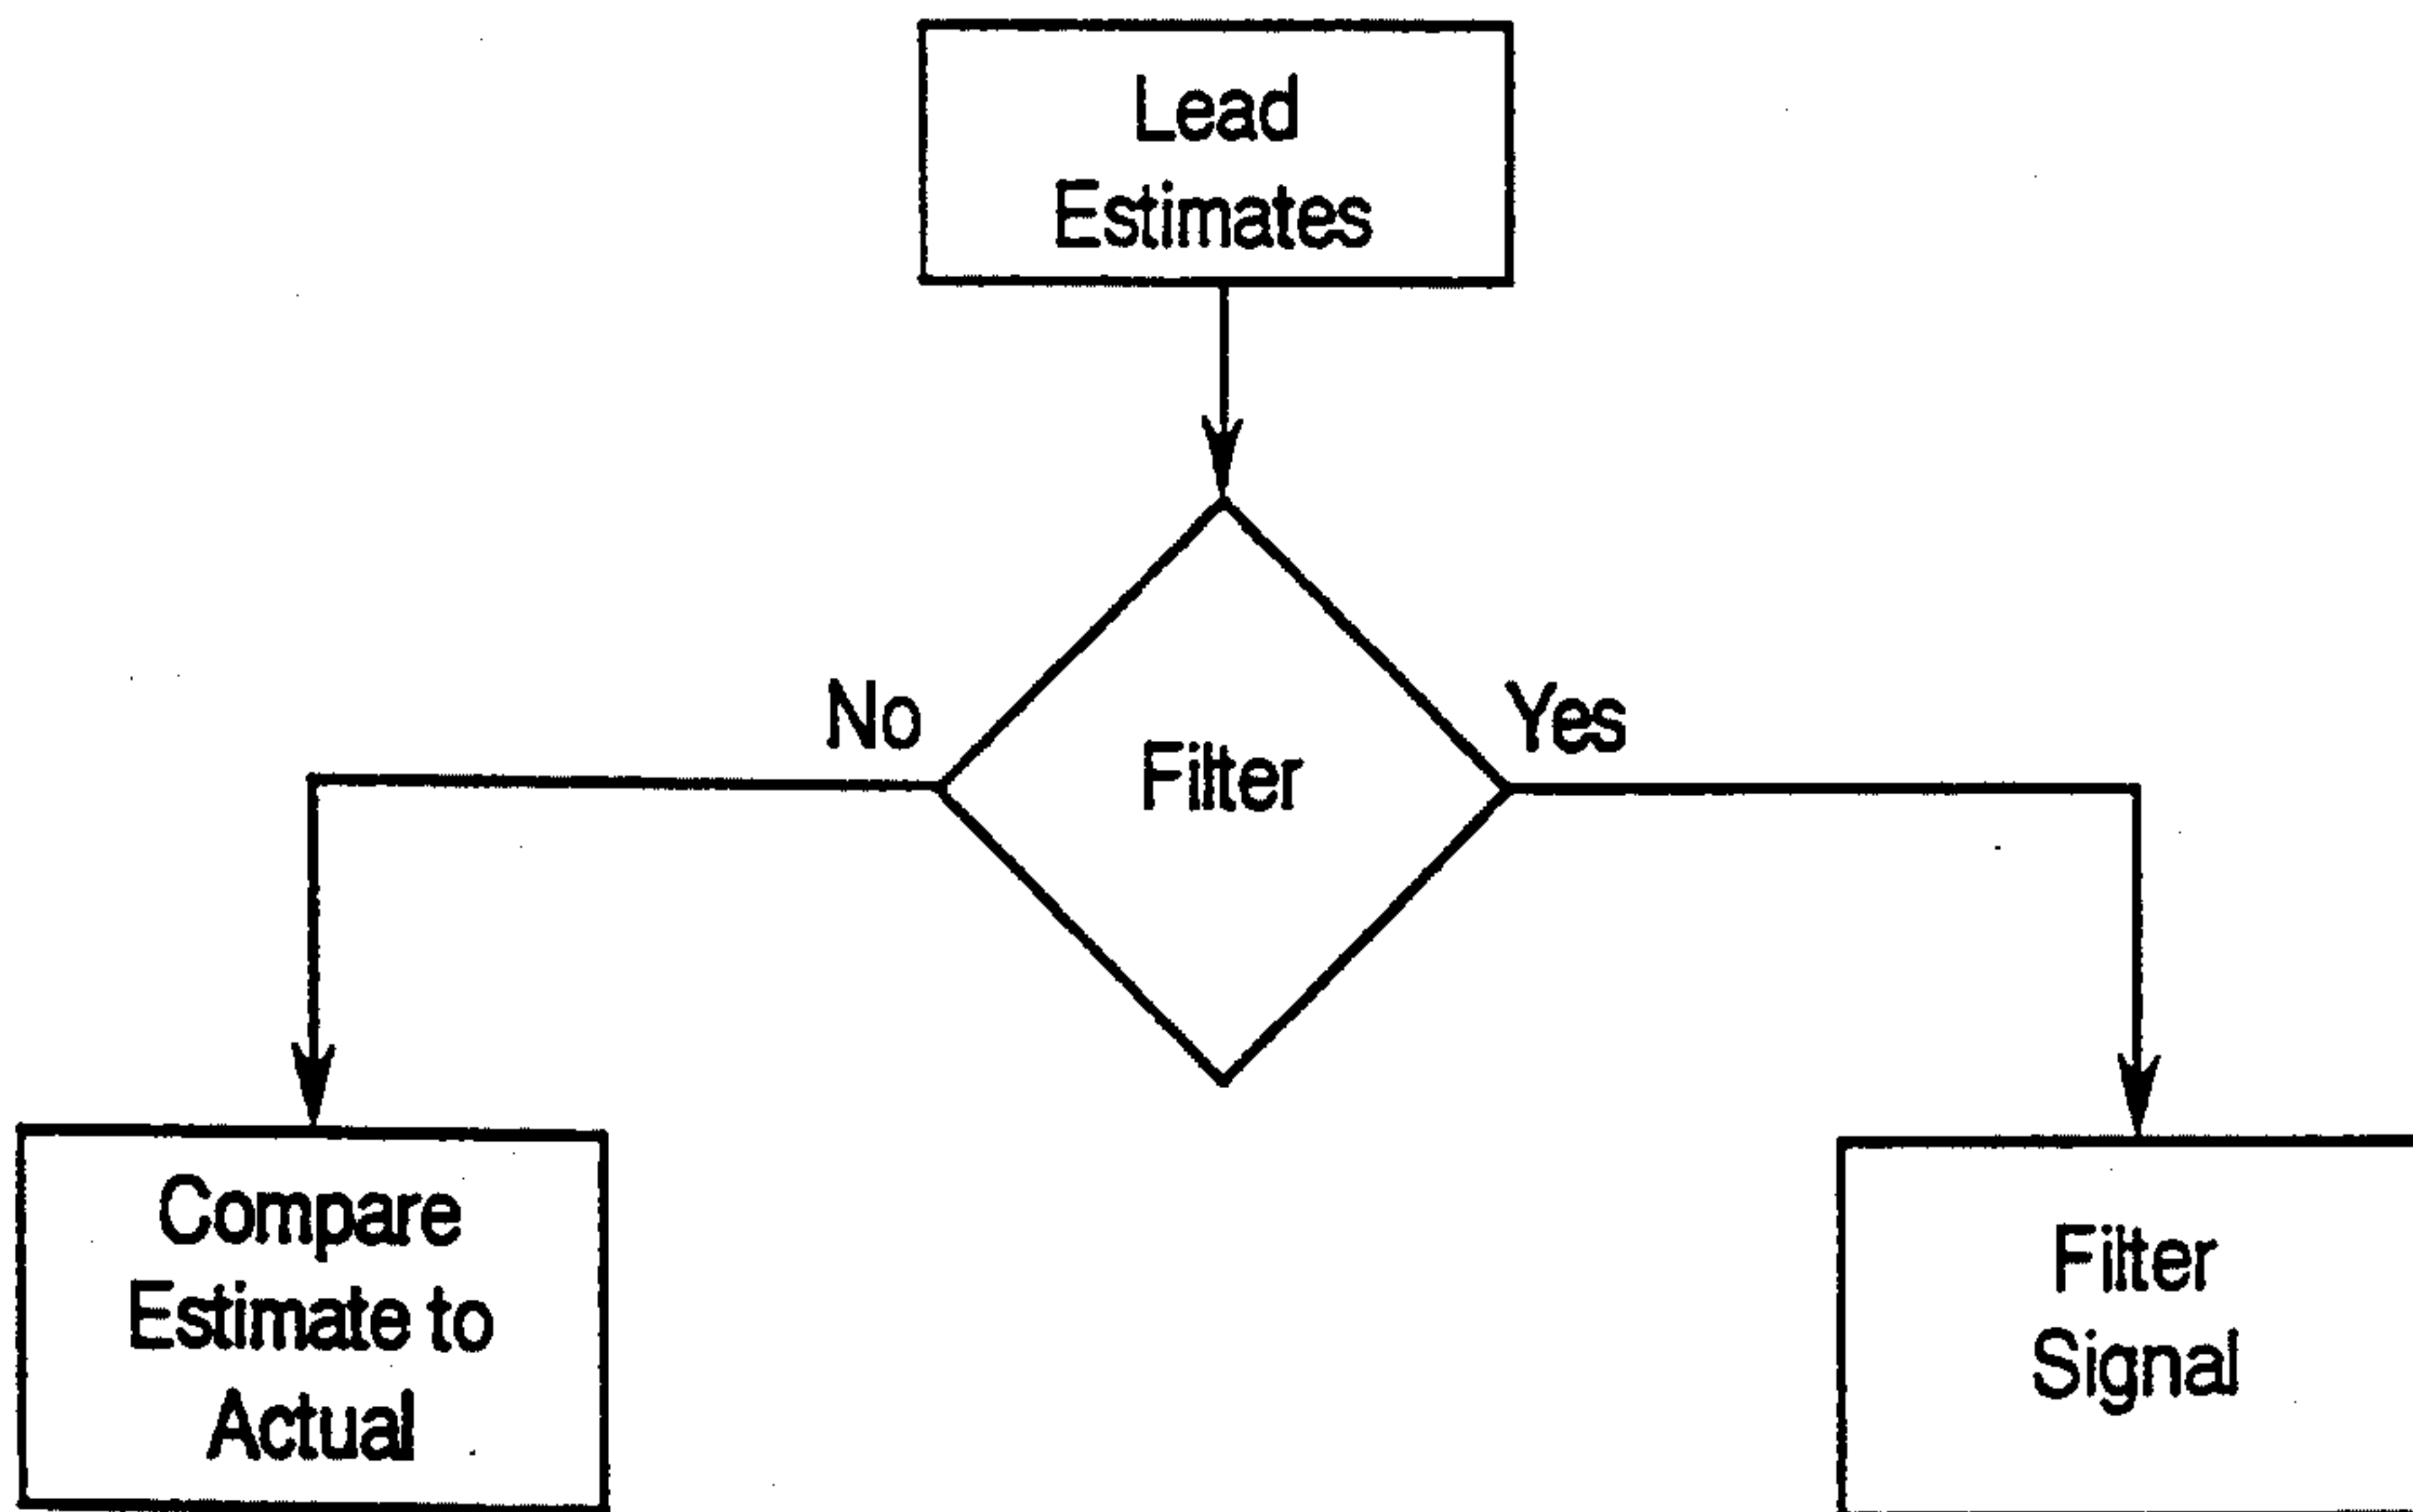 Lead
Estimates
No
Yes
Filter
Compare
Estimate to
Actual
Filter
Signal